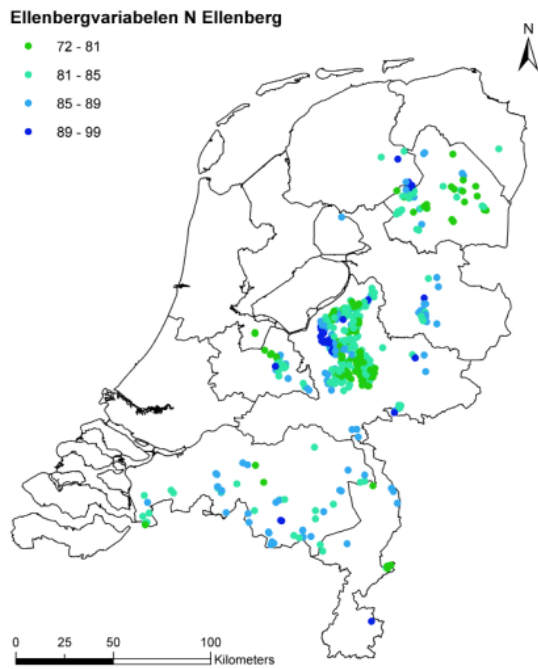 Ellenbergvariabelen N Ellenberg
72 - 81
81 - 85
85 - 89
89 - 99
N
0 25 50 100
Kilometers